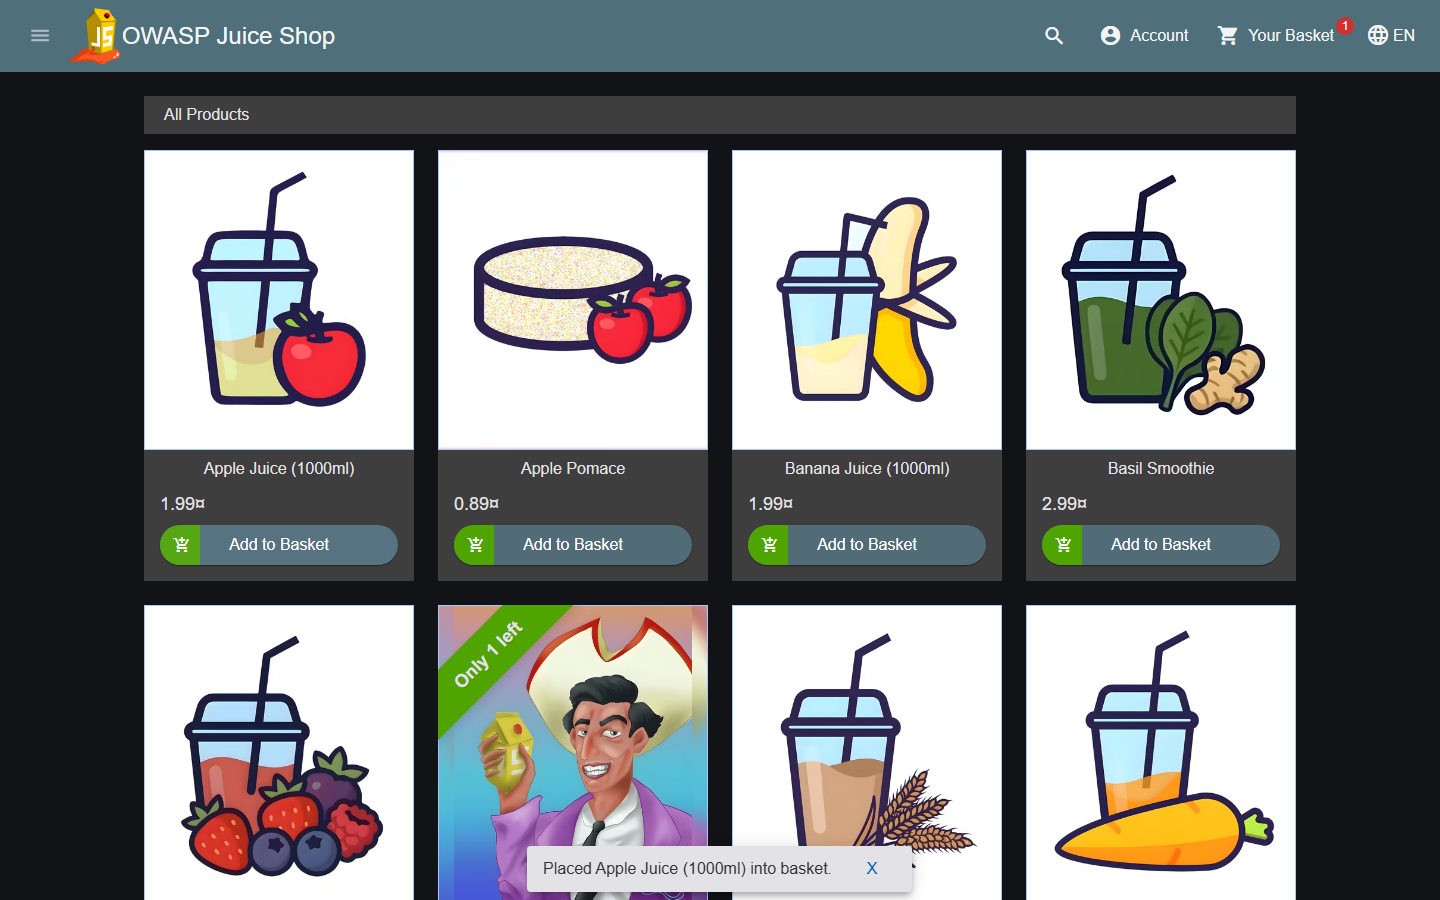 OWASP Juice Shop
Account
Your Basket
1
EN
All Products
Apple Juice (1000ml)
1.99¤
Add to Basket
Apple Pomace
0.89¤
Add to Basket
Banana Juice (1000ml)
1.99¤
Add to Basket
Basil Smoothie
2.99¤
Add to Basket
Only 1 left
Placed Apple Juice (1000ml) into basket.
X